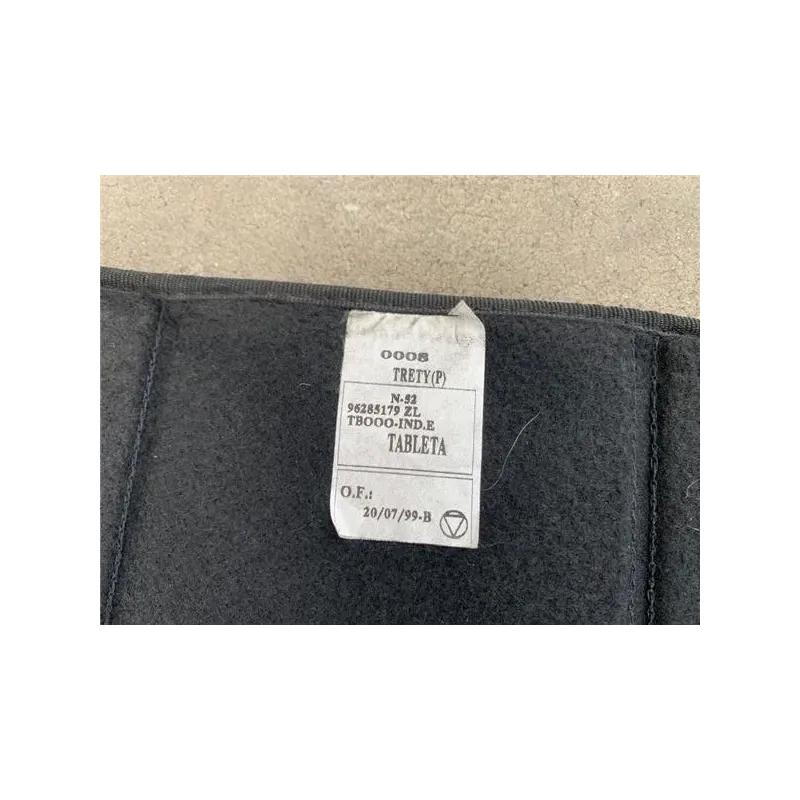 0008
TRETY(P)
N-52
96285179 ZL
TBOOO-IND.E
TABLETA
O.F.:
20/07/99-B